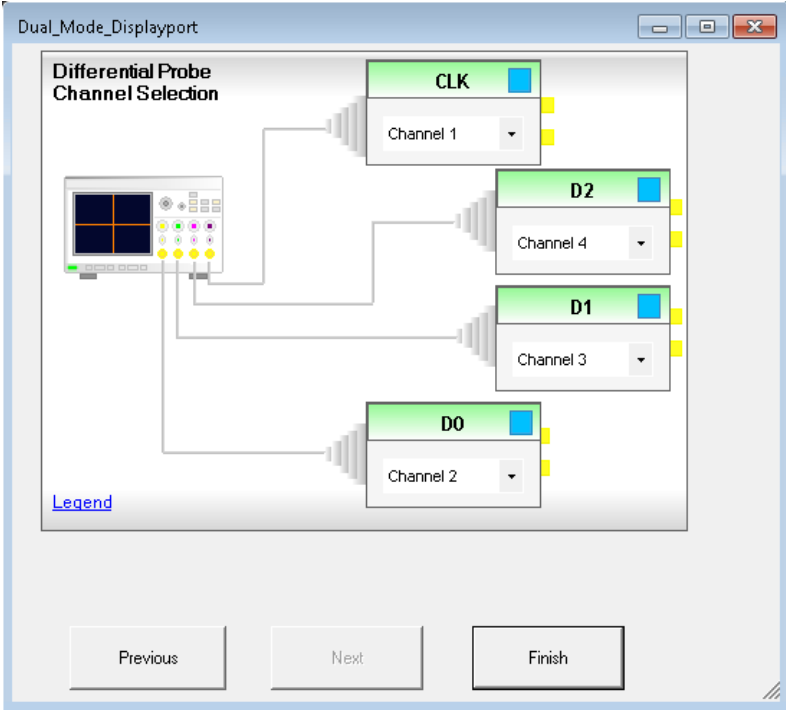 Dual_Mode_Displayport
Differential Probe
Channel Selection
CLK
Channel 1
D2
Channel 4
D1
Channel 3
D0
Channel 2
Legend
Previous
Next
Finish